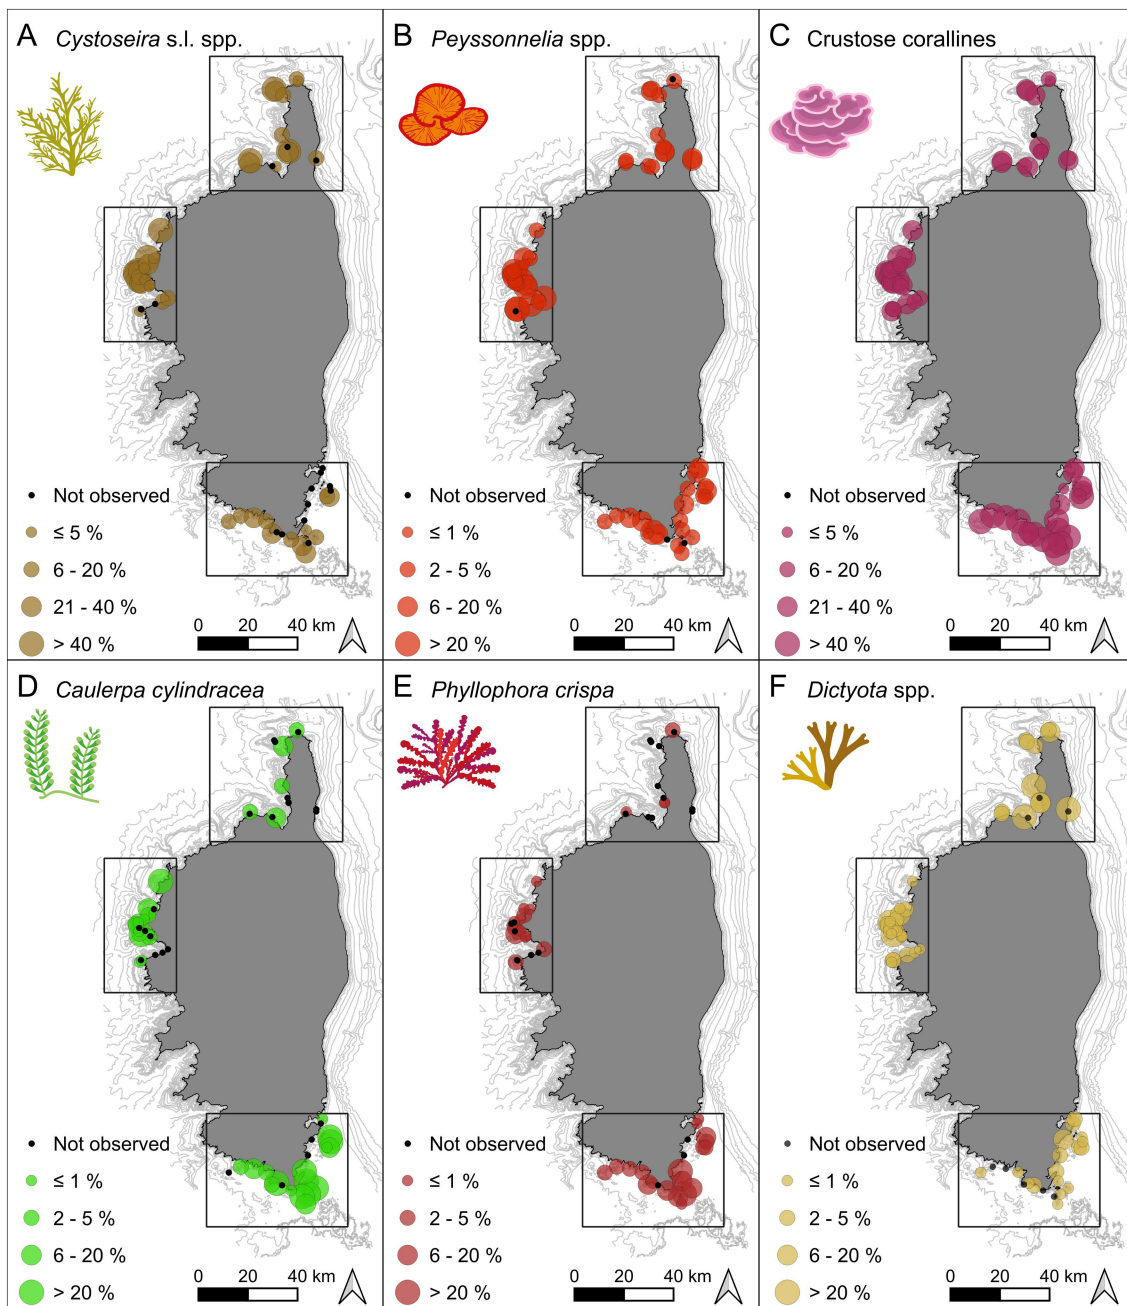 A Cystoseira s.l. spp.
Not observed
≤ 5 %
6 - 20 %
21 - 40 %
> 40 %
0 20 40 km
B Peyssonnelia spp.
Not observed
≤ 1 %
2 - 5 %
6 - 20 %
> 20 %
0 20 40 km
C Crustose corallines
Not observed
≤ 5 %
6 - 20 %
21 - 40 %
> 40 %
0 20 40 km
D Caulerpa cylindracea
Not observed
≤ 1 %
2 - 5 %
6 - 20 %
> 20 %
0 20 40 km
E Phyllophora crispa
Not observed
≤ 1 %
2 - 5 %
6 - 20 %
> 20 %
0 20 40 km
F Dictyota spp.
Not observed
≤ 1 %
2 - 5 %
6 - 20 %
> 20 %
0 20 40 km